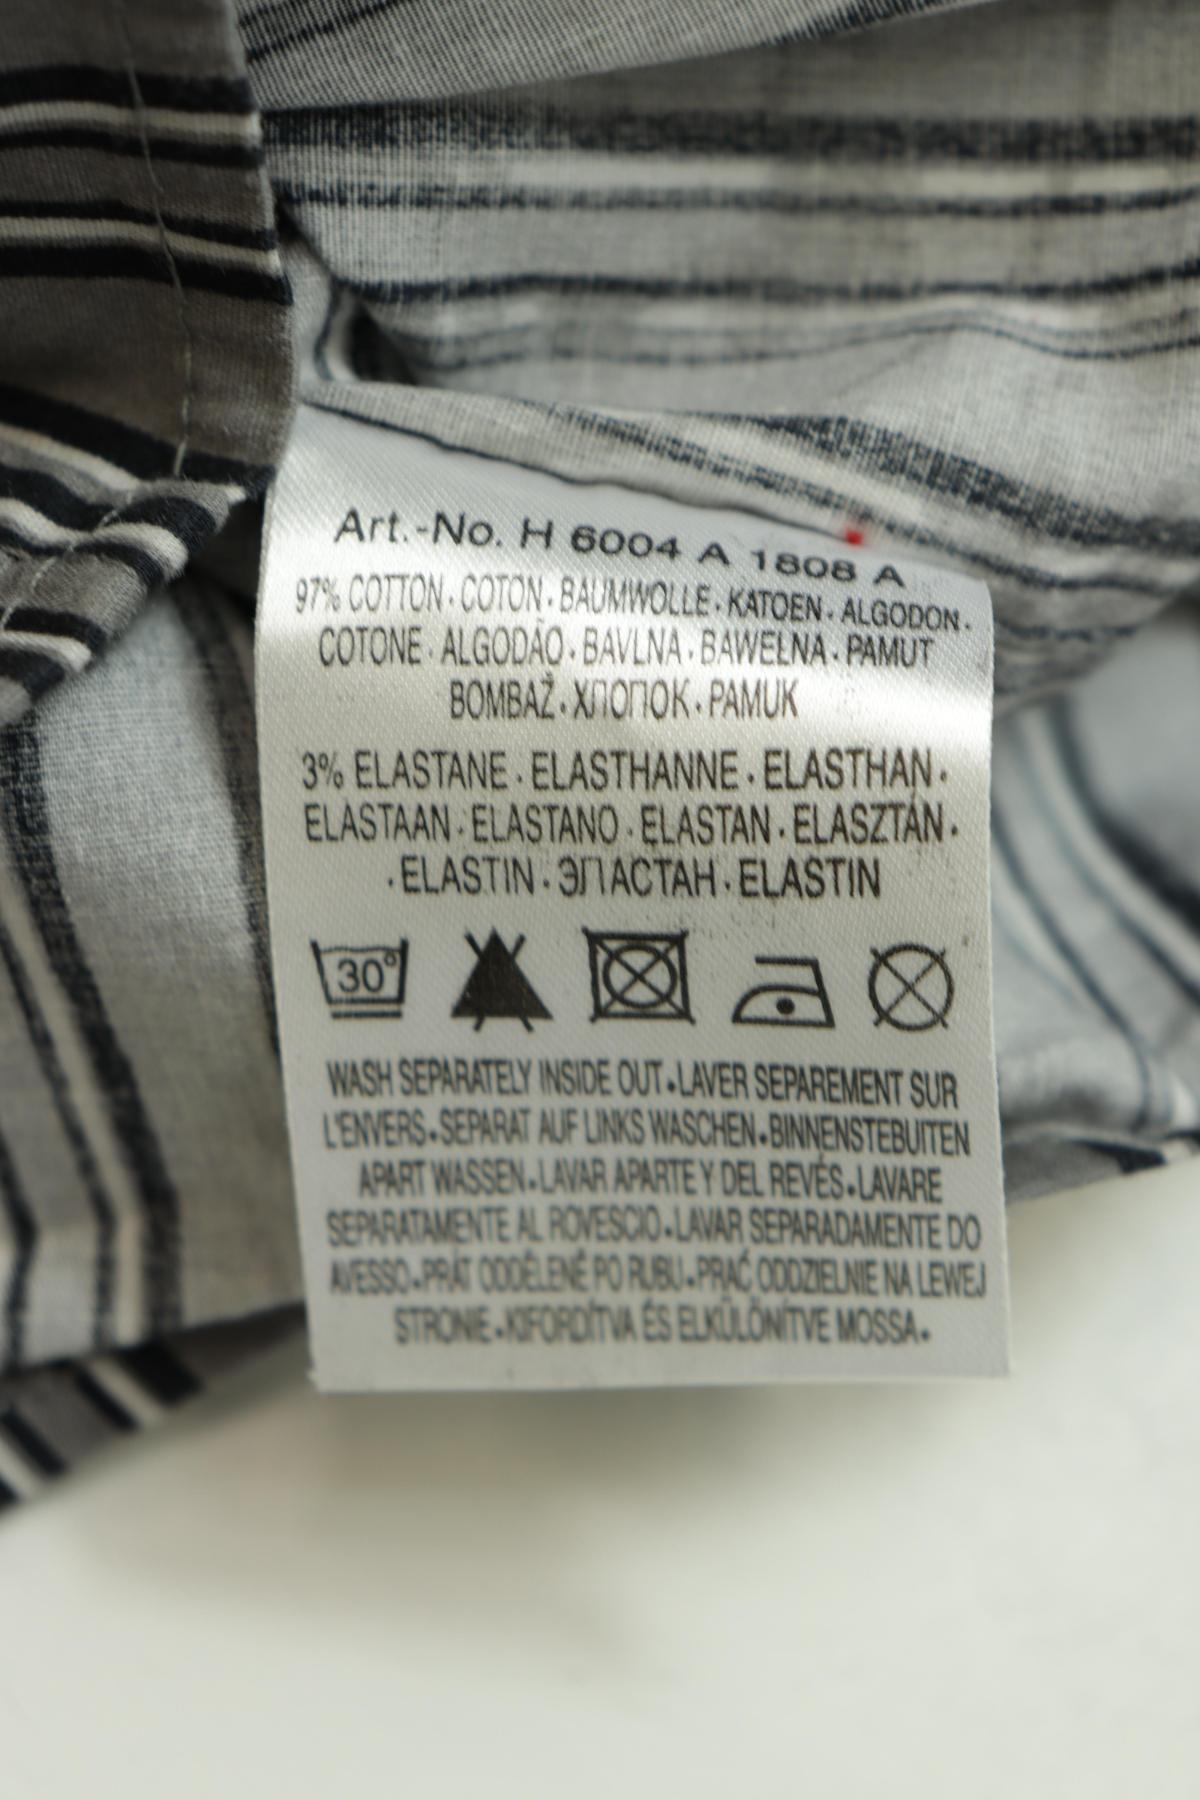 Art.-No. H 6004 A 1808 A
97% COTTON · COTON · BAUMWOLLE · KATOEN · ALGODON ·
COTONE · ALGODÃO · BAVLNA · BAWEŁNA · PAMUT
BOMBAŽ · ХЛОПОК · PAMUK
3% ELASTANE · ELASTHANNE · ELASTHAN ·
ELASTAAN · ELASTANO · ELASTAN · ELASZTÁN ·
· ELASTIN · ЭЛАСТАН · ELASTIN
30°
WASH SEPARATELY INSIDE OUT • LAVER SEPAREMENT SUR
L'ENVERS • SEPARAT AUF LINKS WASCHEN • BINNENSTEBUITEN
APART WASSEN • LAVAR APARTE Y DEL REVÉS • LAVARE
SEPARATAMENTE AL ROVESCIO • LAVAR SEPARADAMENTE DO
AVESSO • PRÁT ODDĚLENĚ PO RUBU • PRAĆ ODDZIELNIE NA LEWEJ
STRONIE • KIFORDÍTVA ÉS ELKÜLÖNÍTVE MOSSA •